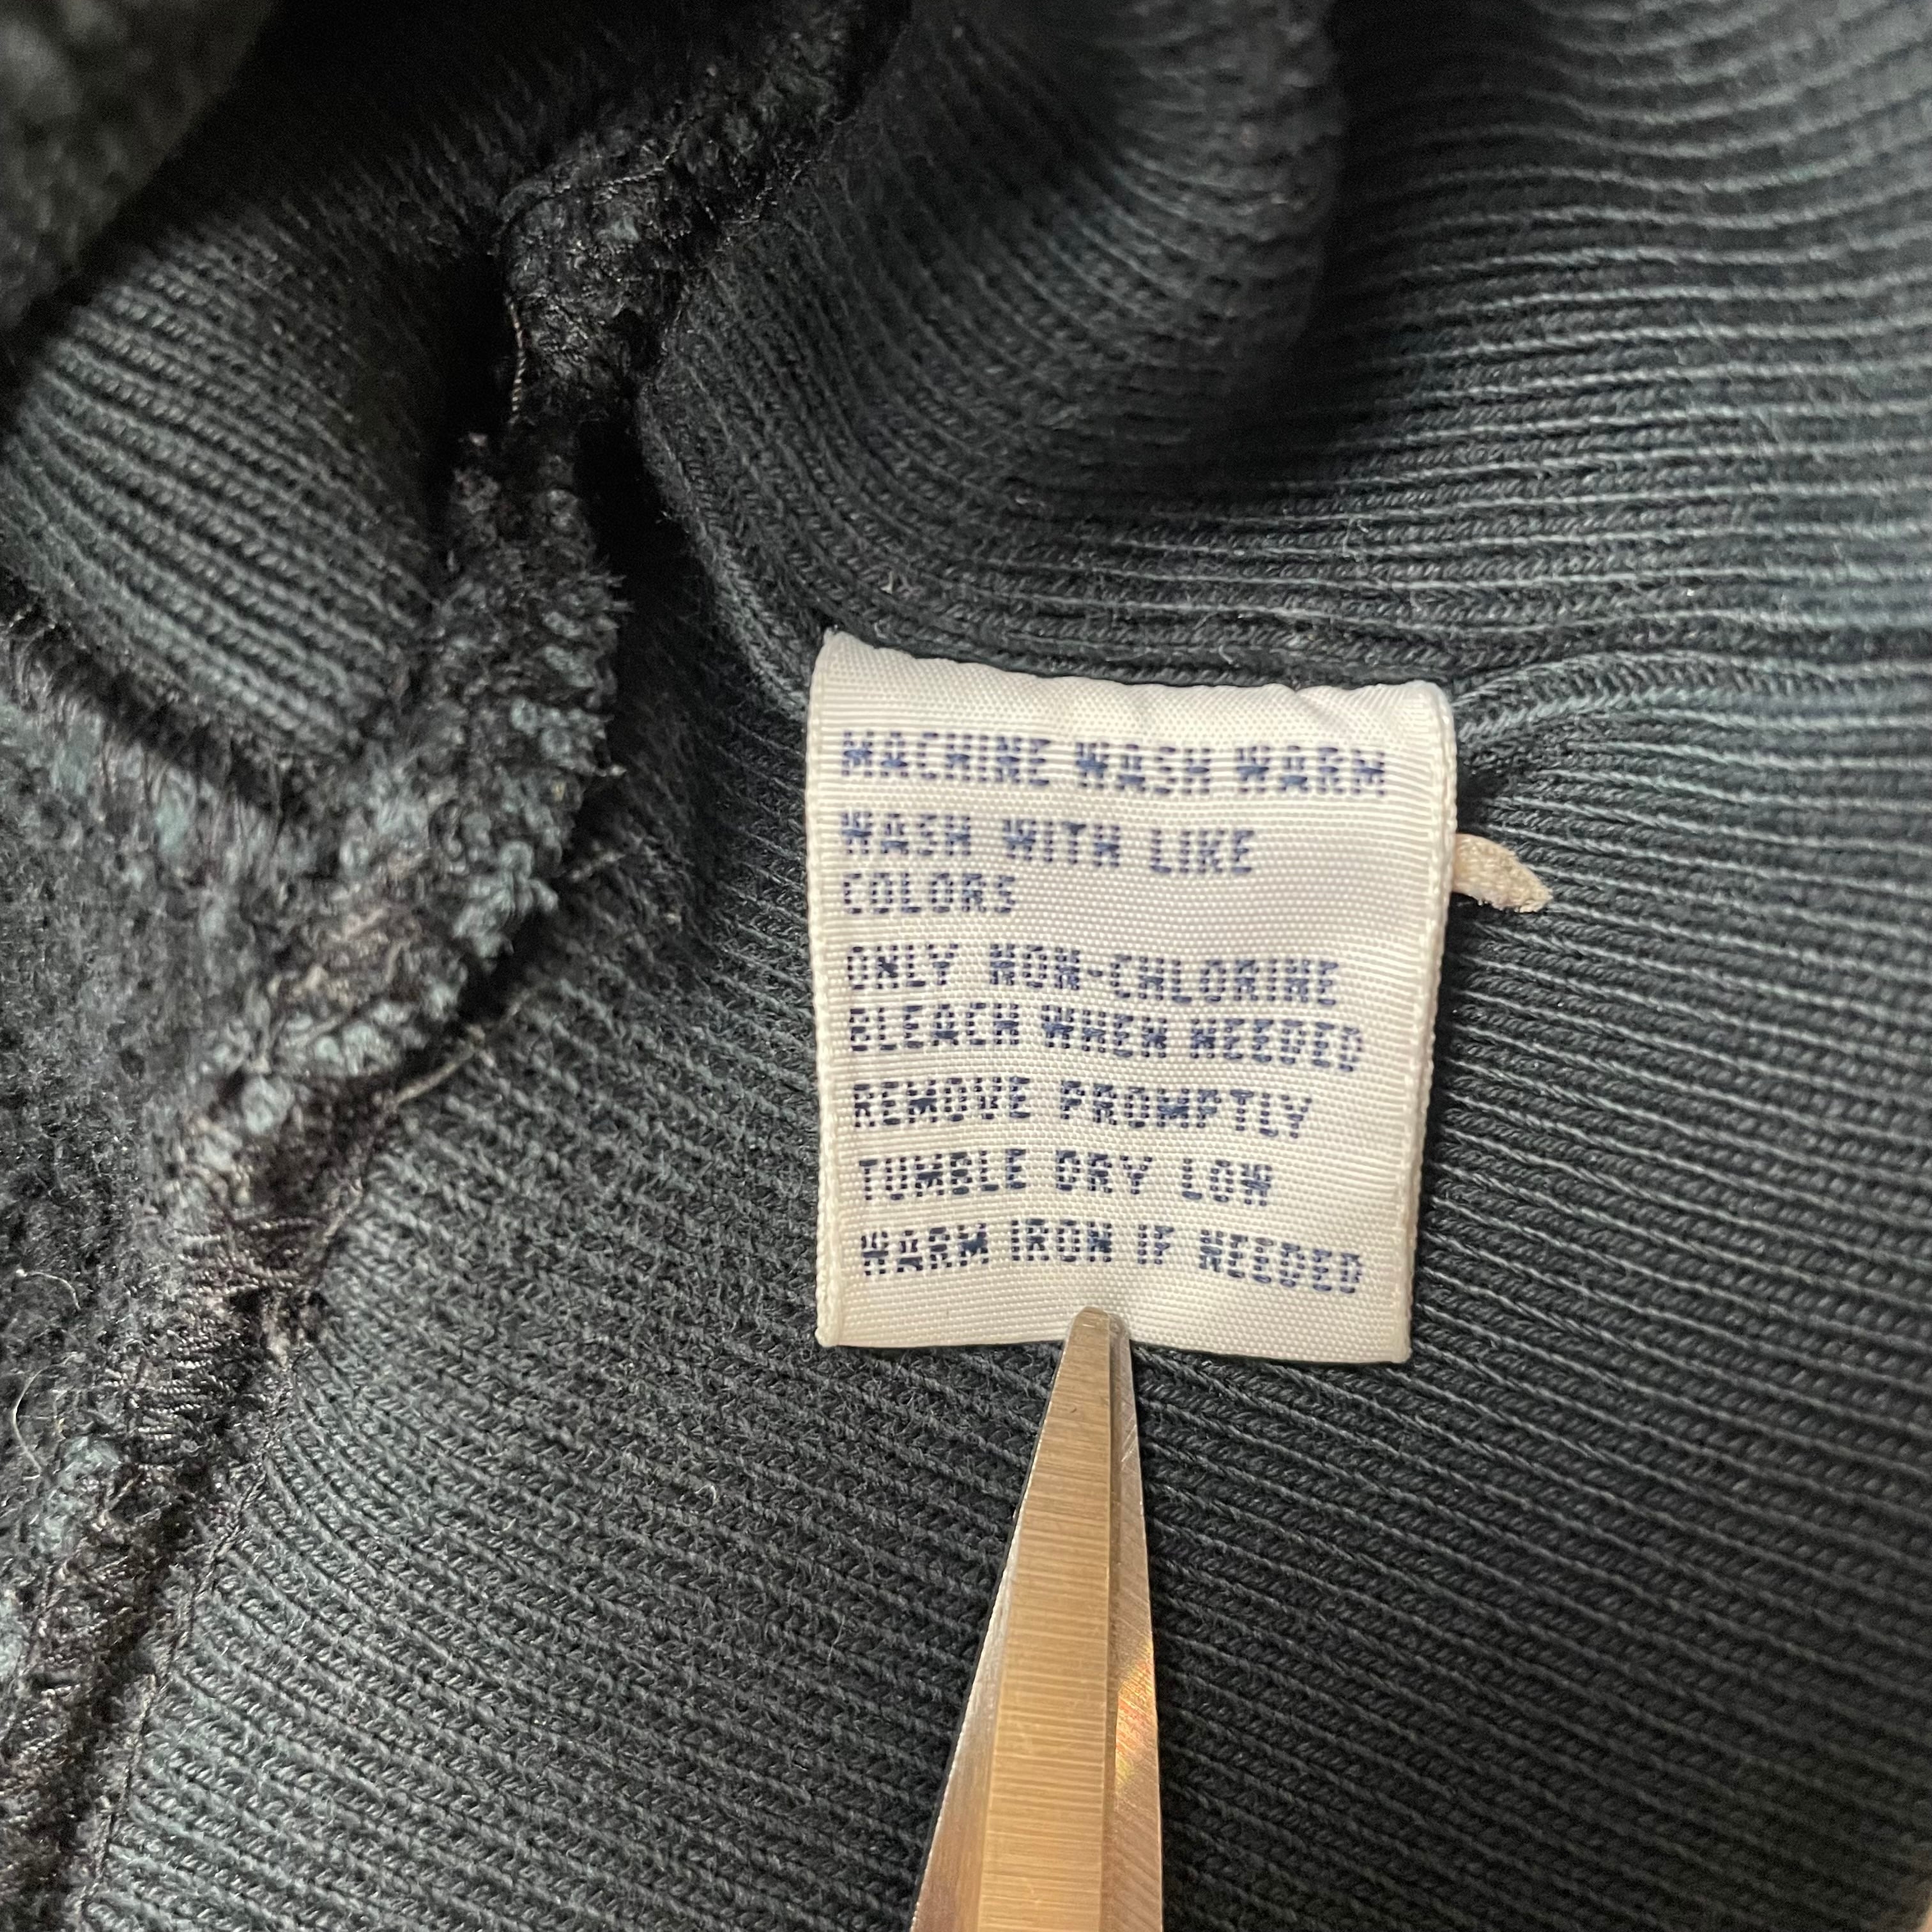 MACHINE WASH WARM
WASH WITH LIKE
COLORS
ONLY NON-CHLORINE
BLEACH WHEN NEEDED
REMOVE PROMPTLY
TUMBLE DRY LOW
WARM IRON IF NEEDED